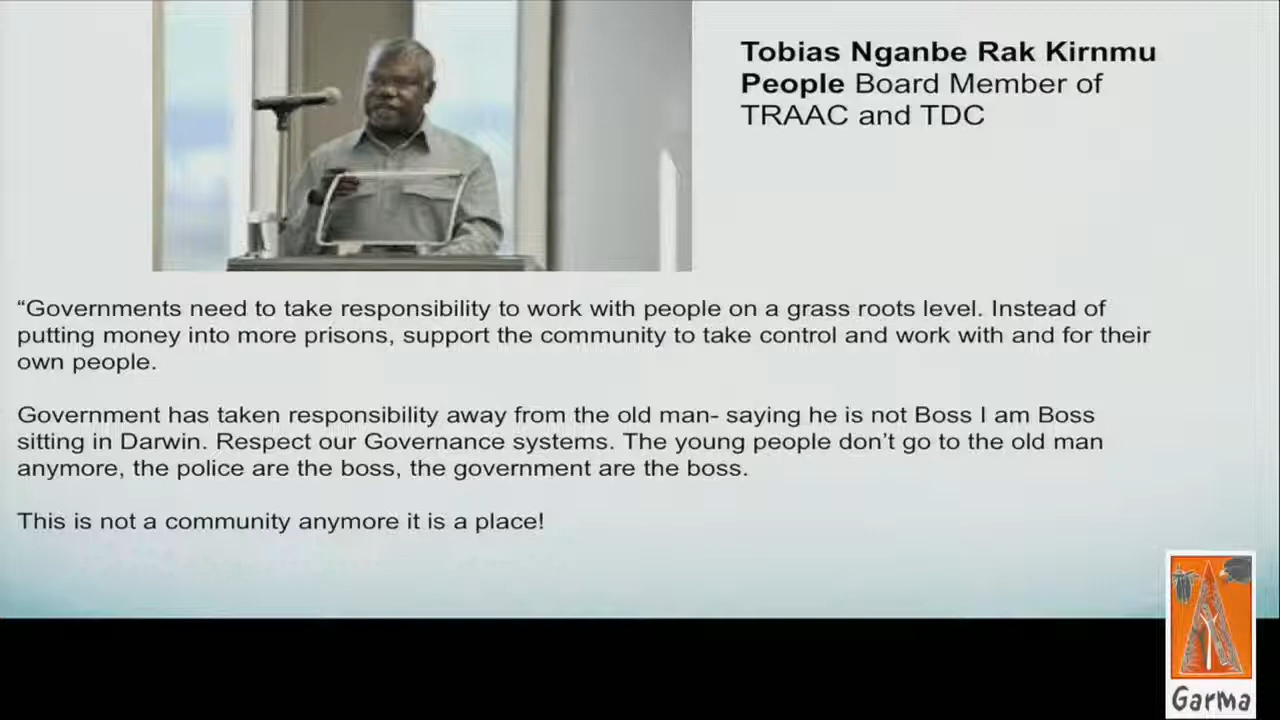 Tobias Nganbe Rak Kirnmu
People Board Member of
TRAAC and TDC
“Governments need to take responsibility to work with people on a grass roots level. Instead of
putting money into more prisons, support the community to take control and work with and for their
own people.
Government has taken responsibility away from the old man- saying he is not Boss I am Boss
sitting in Darwin. Respect our Governance systems. The young people don’t go to the old man
anymore, the police are the boss, the government are the boss.
This is not a community anymore it is a place!
Garma